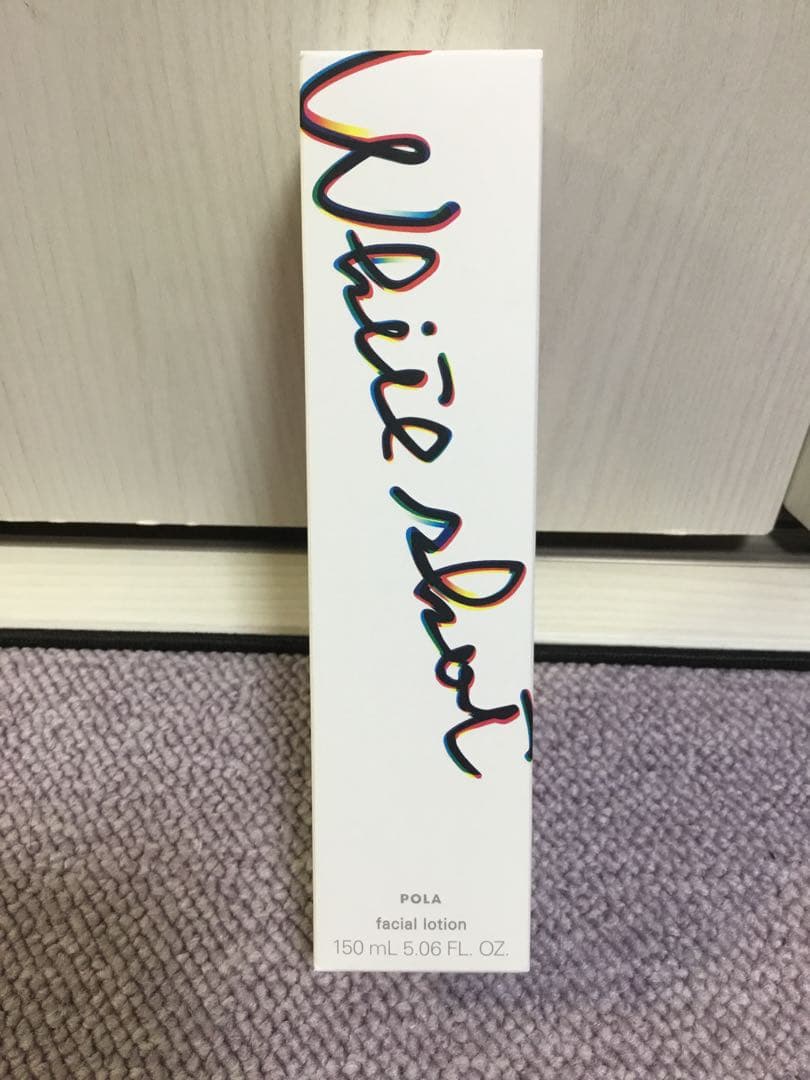 White shot
POLA
facial lotion
150 mL 5.06 FL. OZ.